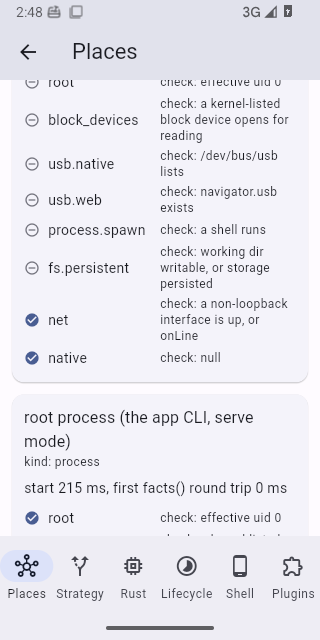 2:48
3G
Places
root
check: effective uid 0
block_devices
check: a kernel-listed
block device opens for
reading
usb.native
check: /dev/bus/usb
lists
usb.web
check: navigator.usb
exists
process.spawn
check: a shell runs
fs.persistent
check: working dir
writable, or storage
persisted
net
check: a non-loopback
interface is up, or
onLine
native
check: null
root process (the app CLI, serve
mode)
kind: process
start 215 ms, first facts() round trip 0 ms
root
check: effective uid 0
Places
Strategy
Rust
Lifecycle
Shell
Plugins